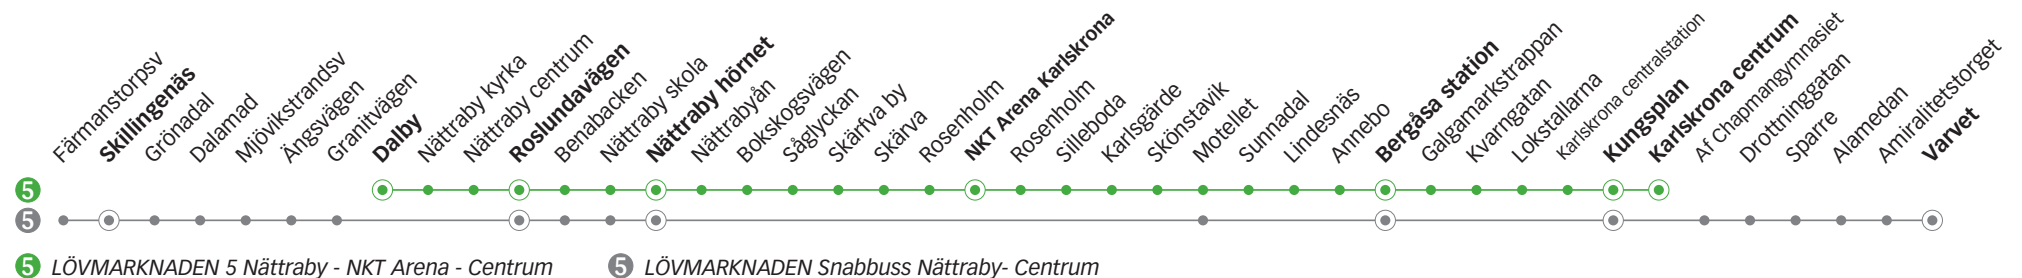 Färmanstorpsv
Skillingenäs
Grönadal
Dalamad
Mjövikstrandsv
Ängsvägen
Granitvägen
Dalby
Nättraby kyrka
Nättraby centrum
Roslundavägen
Benabacken
Nättraby skola
Nättraby hörnet
Nättrabyån
Bokskogsvägen
Såglyckan
Skärfva by
Skärva
Rosenholm
NKT Arena Karlskrona
Rosenholm
Silleboda
Karlsgärde
Skönstavik
Motellet
Sunnadal
Lindesnäs
Annebo
Bergåsa station
Galgamarkstrappan
Kvarngatan
Lokstallarna
Karlskrona centralstation
Kungsplan
Karlskrona centrum
Af Chapmangymnasiet
Drottninggatan
Sparre
Alamedan
Amiralitetstorget
Varvet
5
5
5 LÖVMARKNADEN 5 Nättraby - NKT Arena - Centrum
5 LÖVMARKNADEN Snabbuss Nättraby- Centrum